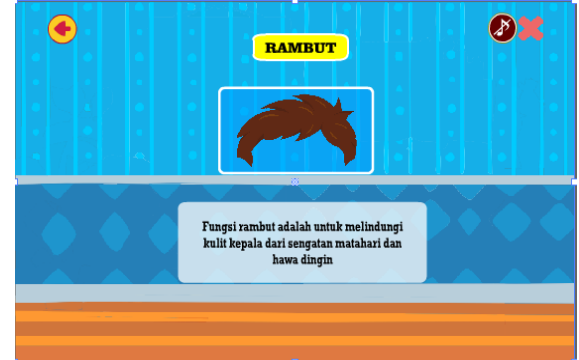 RAMBUT
Fungsi rambut adalah untuk melindungi
kulit kepala dari sengatan matahari dan
hawa dingin